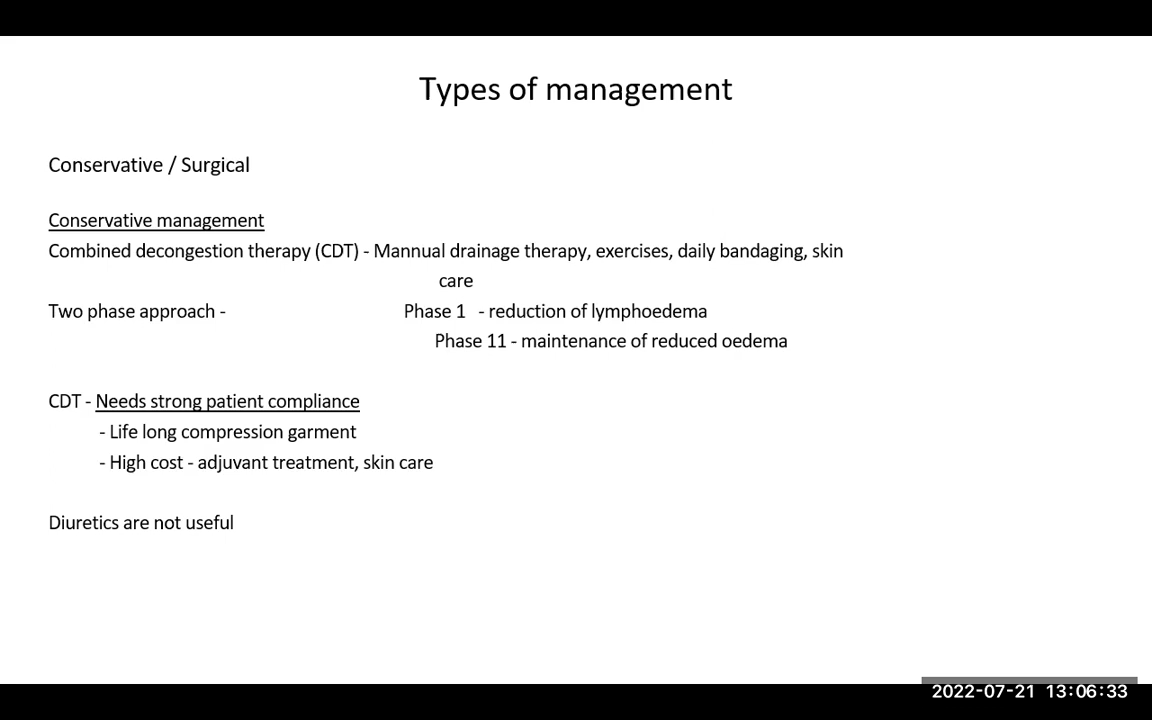 Types of management
Conservative / Surgical
Conservative management
Combined decongestion therapy (CDT) - Mannual drainage therapy, exercises, daily bandaging, skin
care
Two phase approach - Phase 1 - reduction of lymphoedema
Phase 11 - maintenance of reduced oedema
CDT - Needs strong patient compliance
- Life long compression garment
- High cost - adjuvant treatment, skin care
Diuretics are not useful
2022-07-21 13:06:33